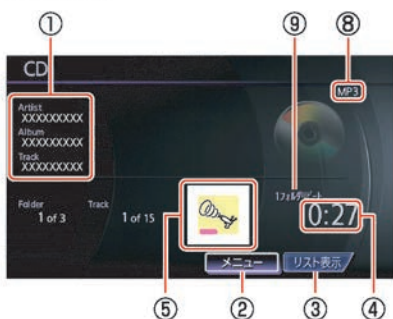 ⑨ ⑧
①
CD
MP3
Artist
XXXXXXXXX
Album
XXXXXXXXX
Track
XXXXXXXXX
1フォルダリピート
Folder Track
1 of 3 1 of 15
0:27
メニュー リスト表示
⑤ ② ③ ④